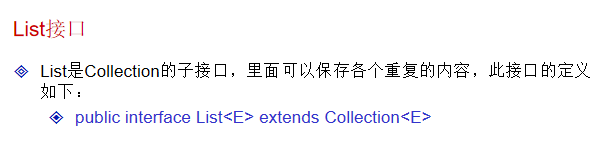 List接口
List是Collection的子接口，里面可以保存各个重复的内容，此接口的定义
如下：
public interface List<E> extends Collection<E>